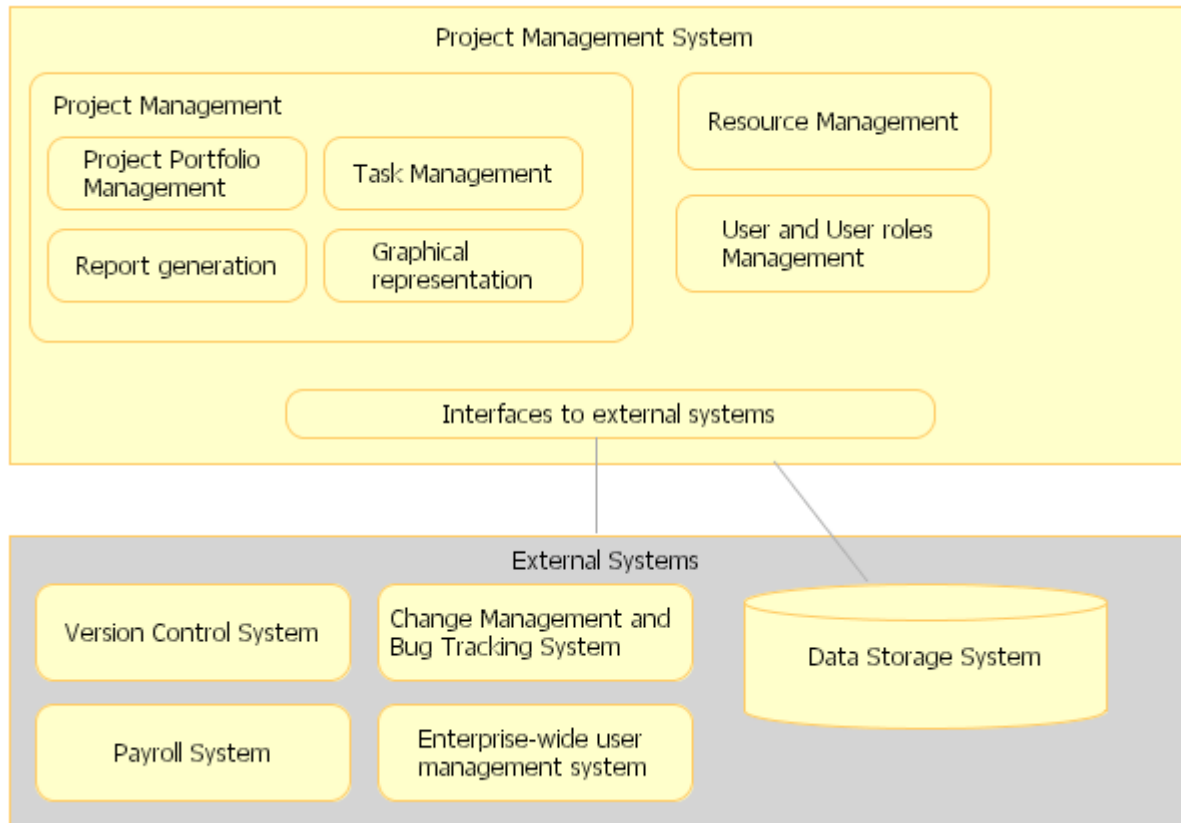 Project Management System
Project Management
Project Portfolio
Management
Task Management
Report generation
Graphical
representation
Resource Management
User and User roles
Management
Interfaces to external systems
External Systems
Version Control System
Change Management and
Bug Tracking System
Data Storage System
Payroll System
Enterprise-wide user
management system